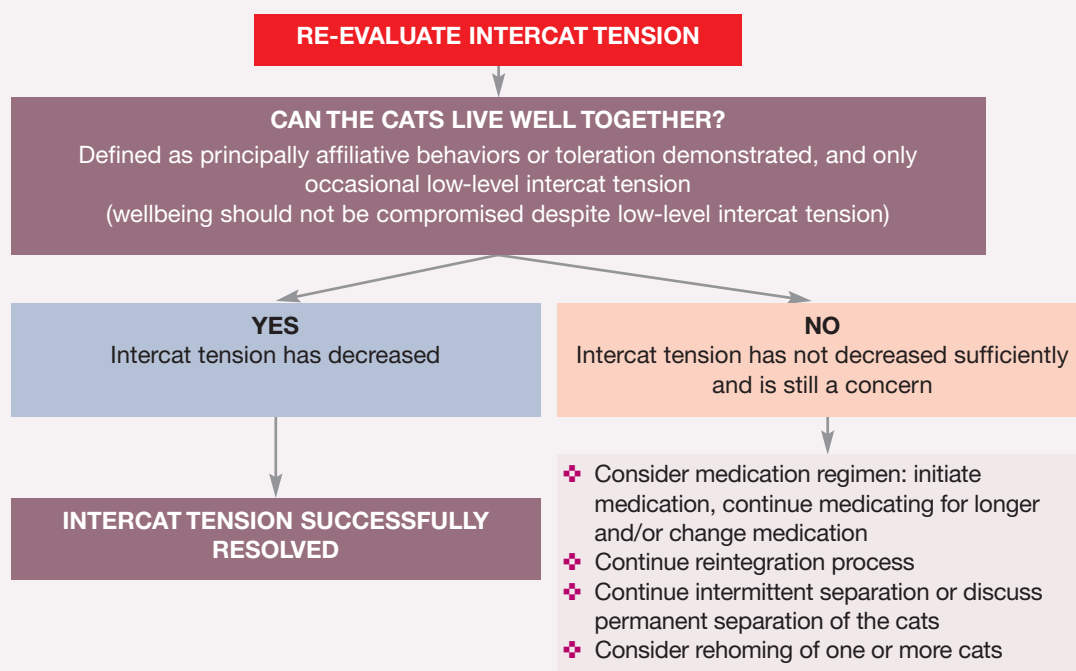 RE-EVALUATE INTERCAT TENSION
CAN THE CATS LIVE WELL TOGETHER?
Defined as principally affiliative behaviors or toleration demonstrated, and only
occasional low-level intercat tension
(wellbeing should not be compromised despite low-level intercat tension)
YES
Intercat tension has decreased
NO
Intercat tension has not decreased sufficiently
and is still a concern
INTERCAT TENSION SUCCESSFULLY
RESOLVED
✣ Consider medication regimen: initiate
medication, continue medicating for longer
and/or change medication
✣ Continue reintegration process
✣ Continue intermittent separation or discuss
permanent separation of the cats
✣ Consider rehoming of one or more cats